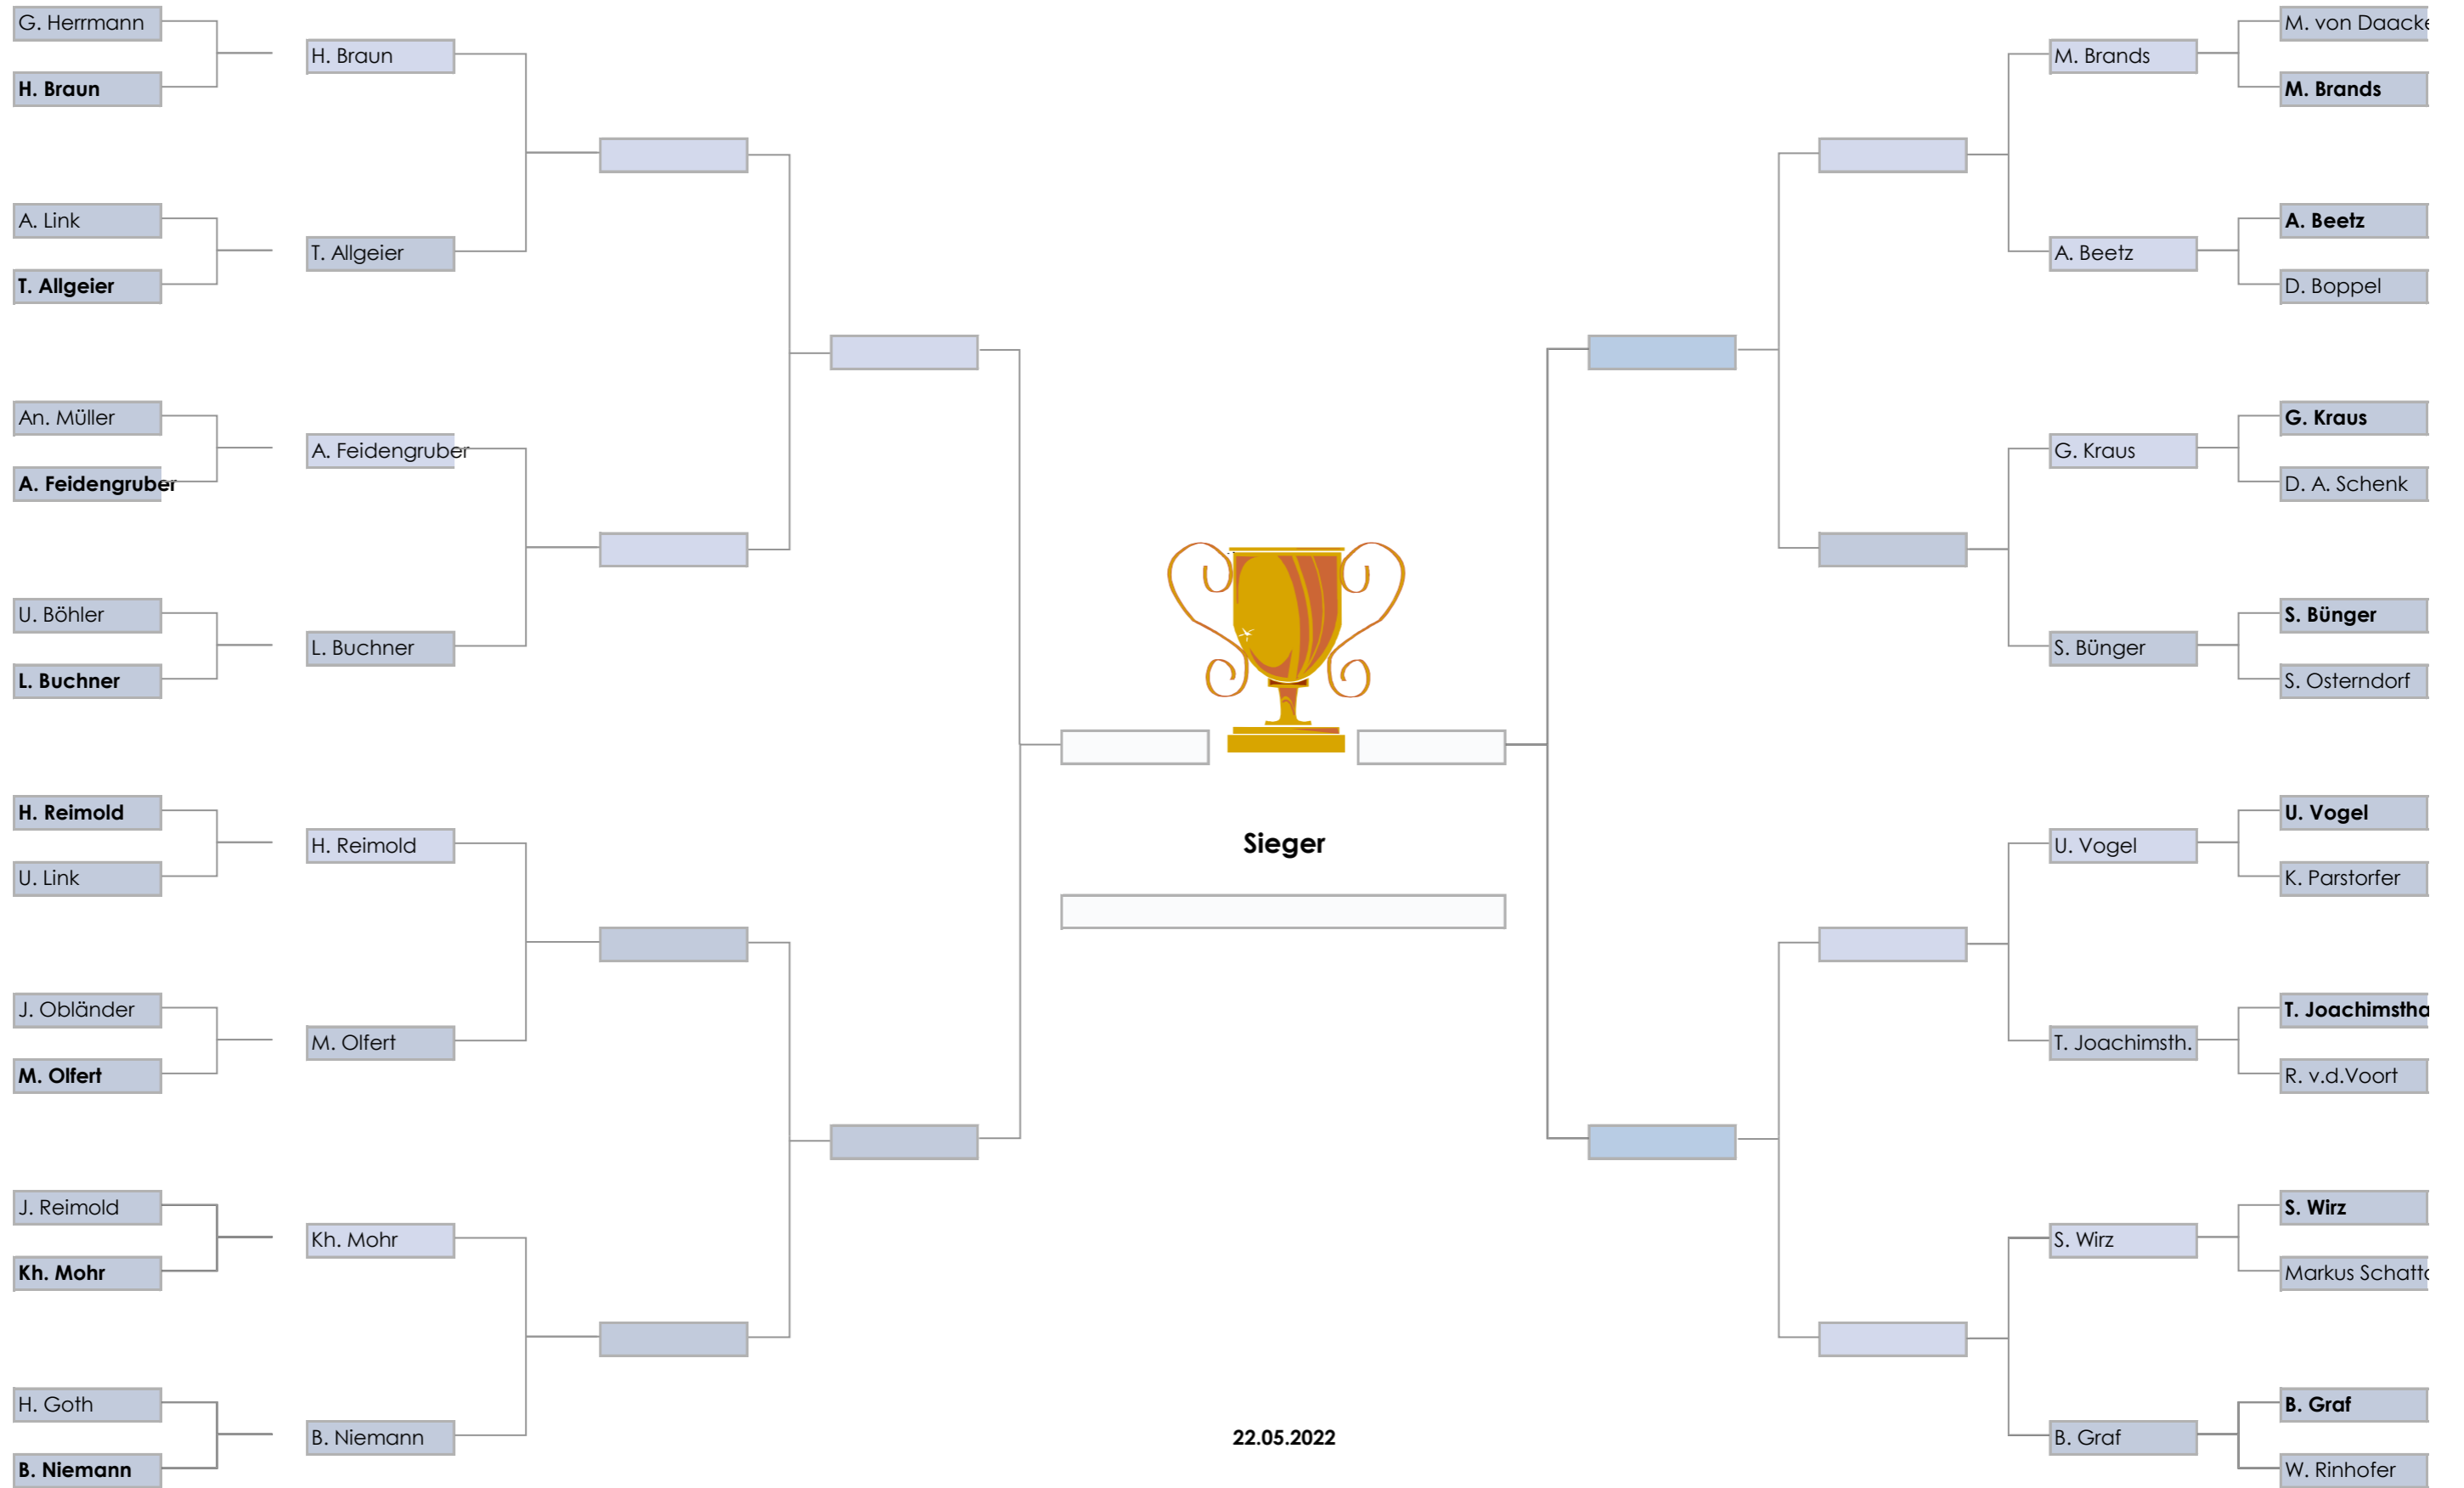 G. Herrmann
H. Braun
A. Link
T. Allgeier
An. Müller
A. Feidengruber
U. Böhler
L. Buchner
H. Reimold
U. Link
J. Obländer
M. Olfert
J. Reimold
Kh. Mohr
H. Goth
B. Niemann
H. Braun
T. Allgeier
A. Feidengruber
L. Buchner
H. Reimold
M. Olfert
Kh. Mohr
B. Niemann
Sieger
22.05.2022
M. Brands
A. Beetz
G. Kraus
S. Bünger
U. Vogel
T. Joachimsth.
S. Wirz
B. Graf
M. von Daacke
M. Brands
A. Beetz
D. Boppel
G. Kraus
D. A. Schenk
S. Bünger
S. Osterndorf
U. Vogel
K. Parstorfer
T. Joachimstha
R. v.d.Voort
S. Wirz
Markus Schatt
B. Graf
W. Rinhofer